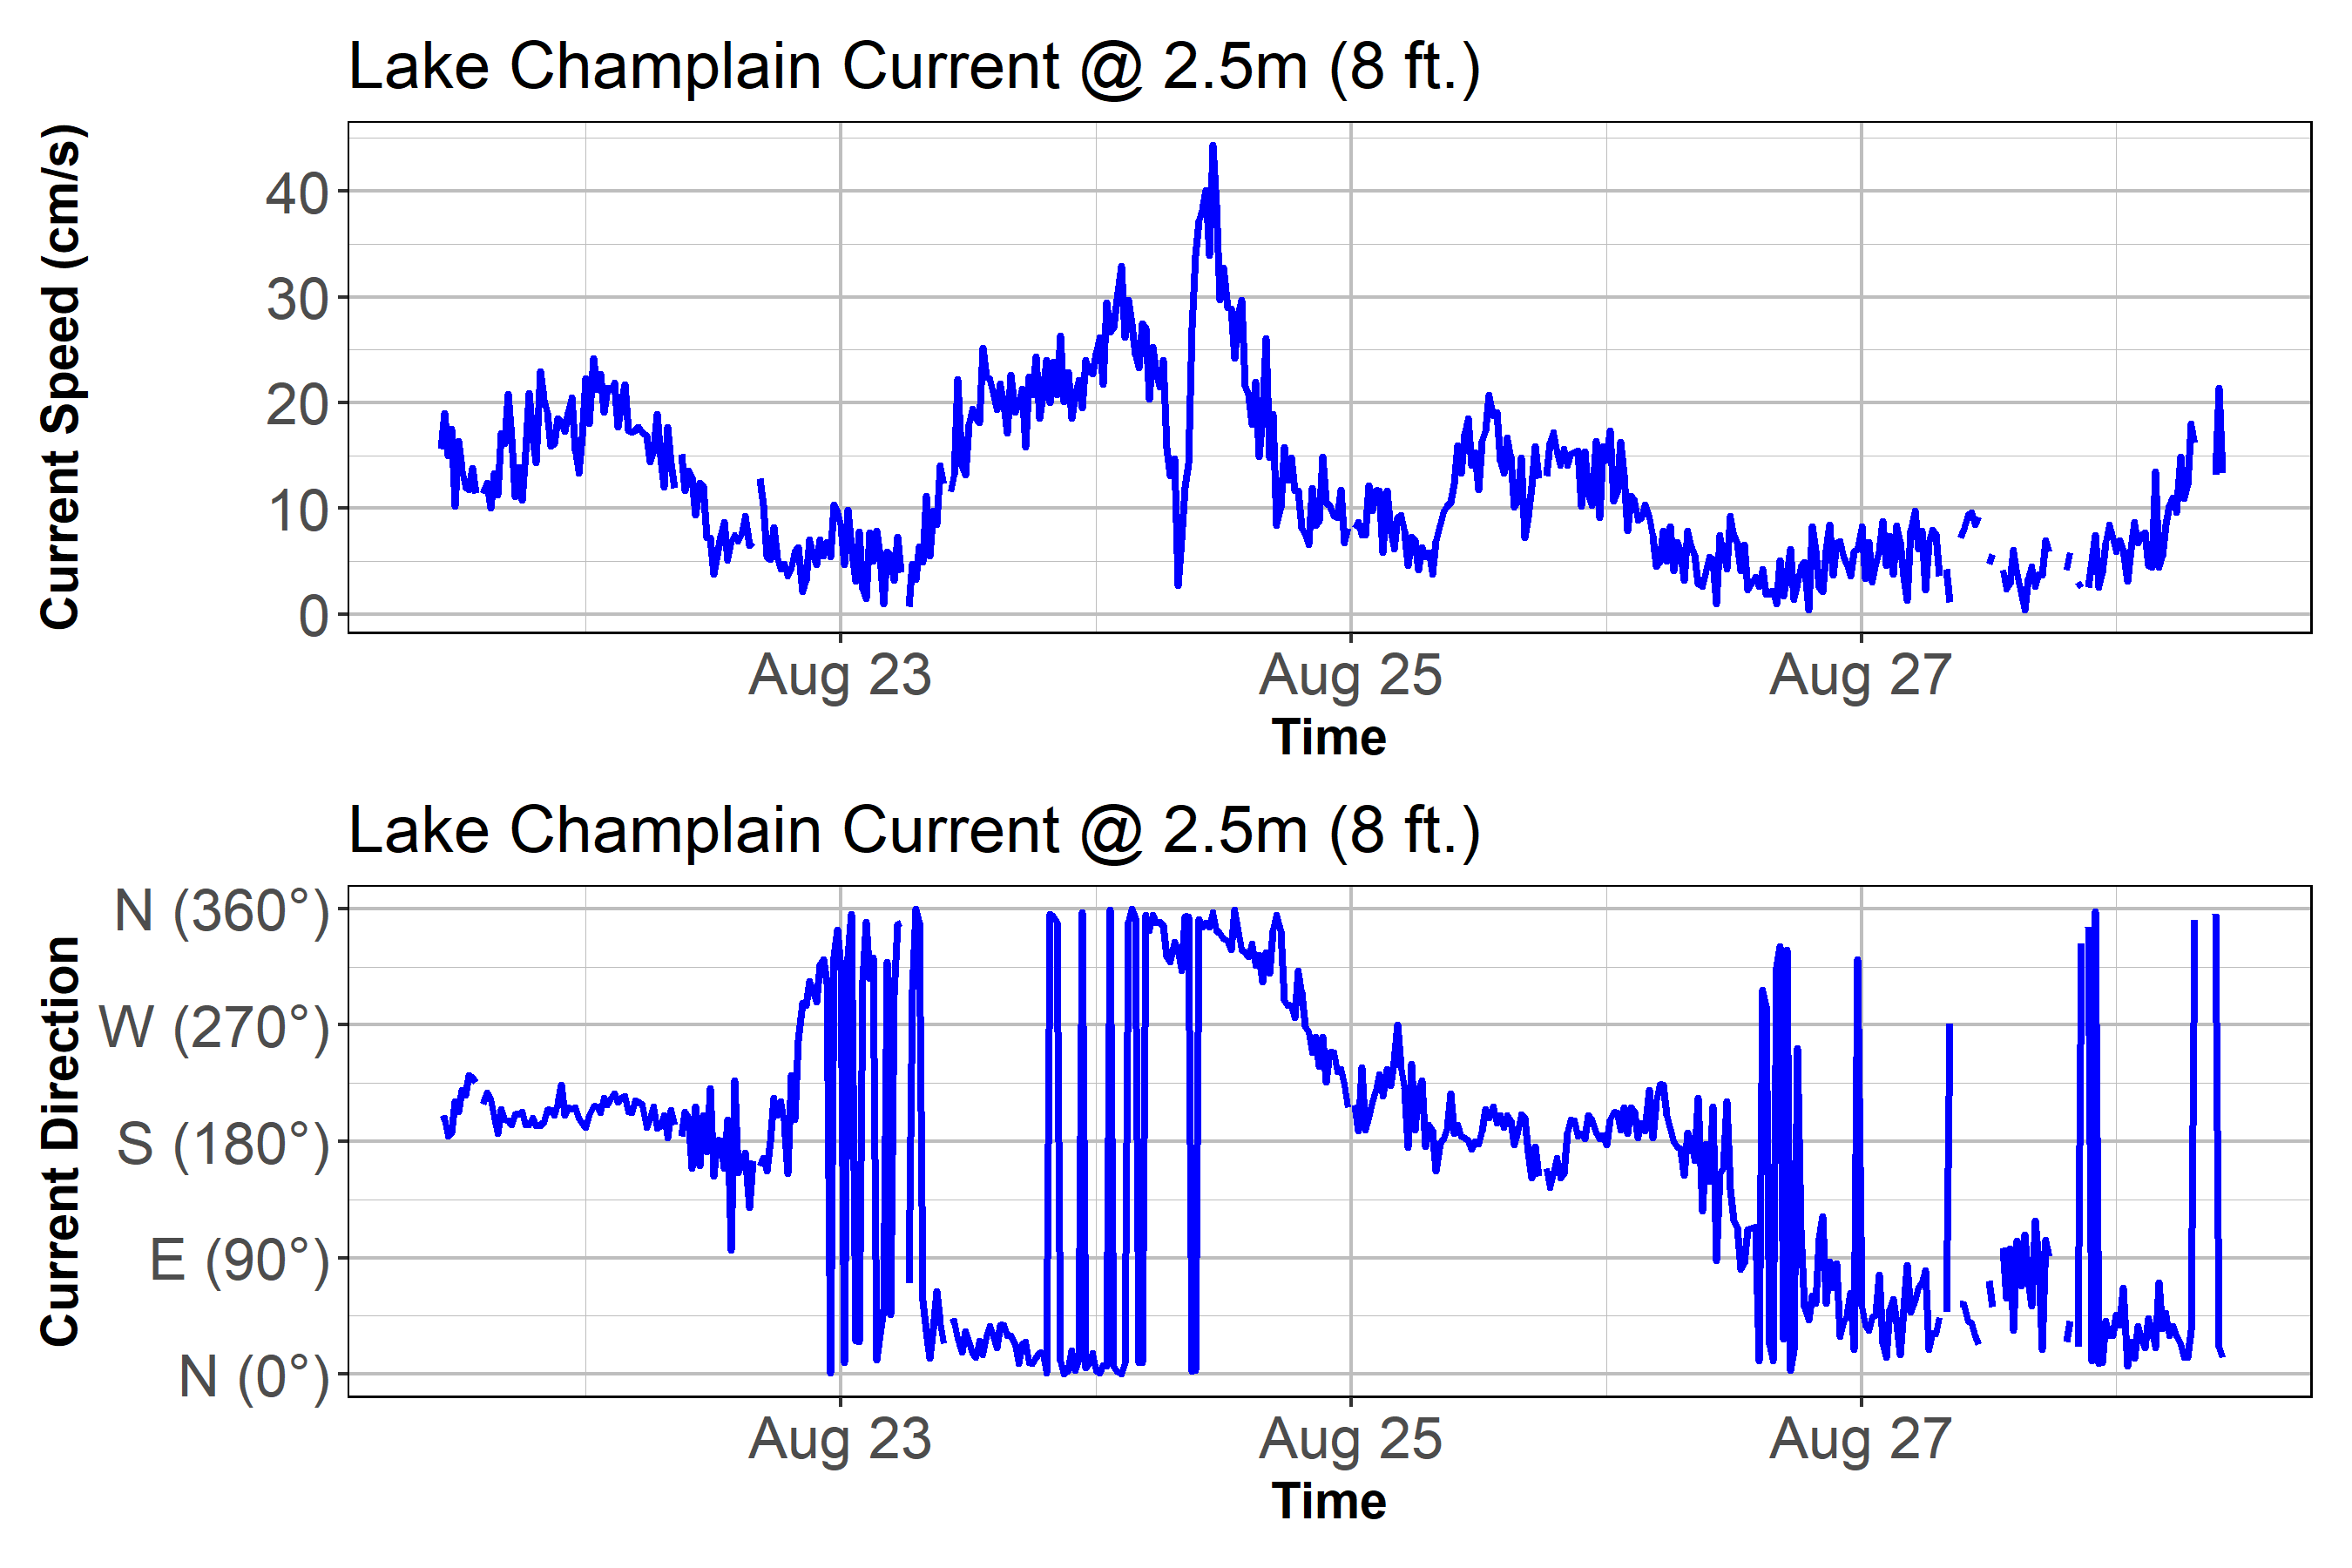 Lake Champlain Current @ 2.5m (8 ft.)
Current Speed (cm/s)
40
30
20
10
0
Aug 23 Aug 25 Aug 27
Time
Lake Champlain Current @ 2.5m (8 ft.)
Current Direction
N (360°)
W (270°)
S (180°)
E (90°)
N (0°)
Aug 23 Aug 25 Aug 27
Time